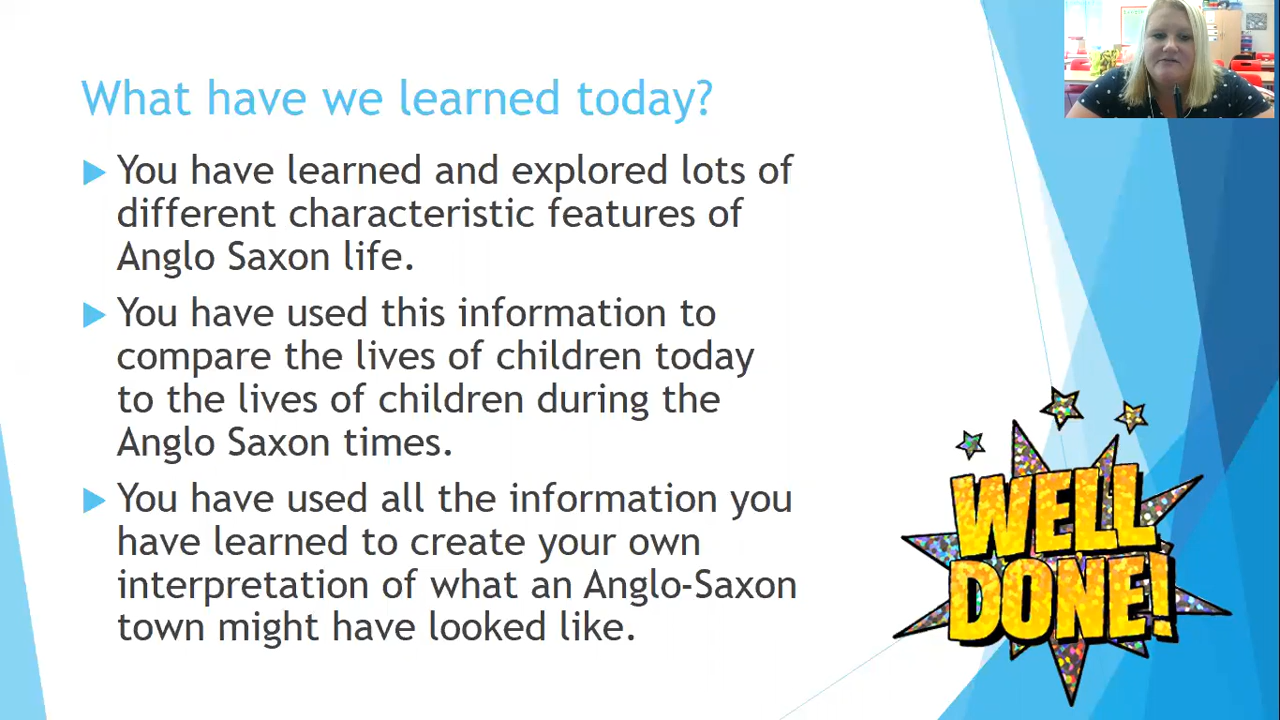 What have we learned today?
You have learned and explored lots of
different characteristic features of
Anglo Saxon life.
You have used this information to
compare the lives of children today
to the lives of children during the
Anglo Saxon times.
You have used all the information you
have learned to create your own
interpretation of what an Anglo-Saxon
town might have looked like.
WELL
DONE!